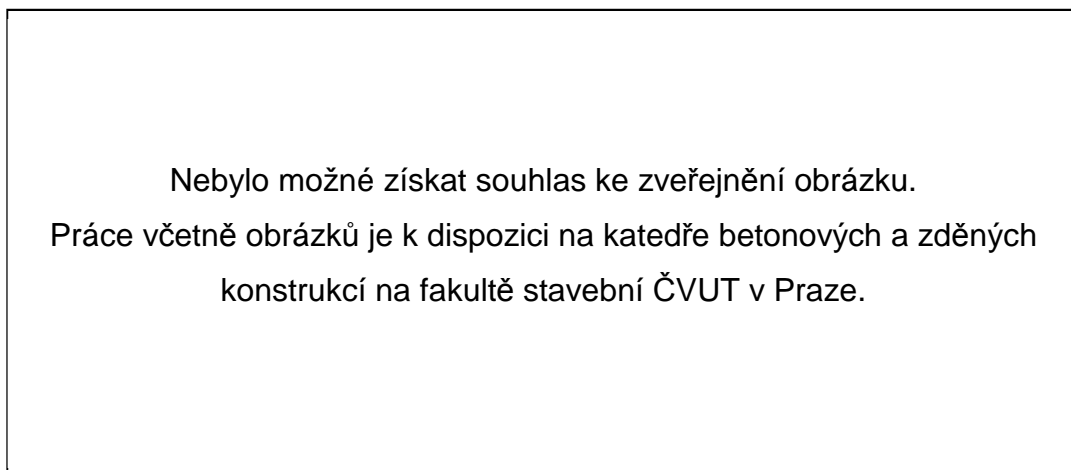 Nebylo možné získat souhlas ke zveřejnění obrázku.
Práce včetně obrázků je k dispozici na katedře betonových a zděných
konstrukcí na fakultě stavební ČVUT v Praze.